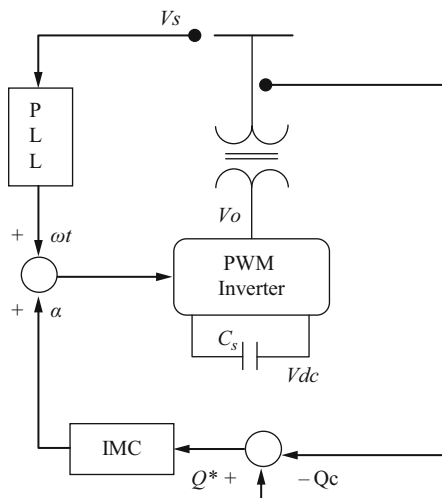 Vs
P
L
L
+ ωt
Vo
PWM
Inverter
+ α
Cs
Vdc
IMC
Q* +
– Qc